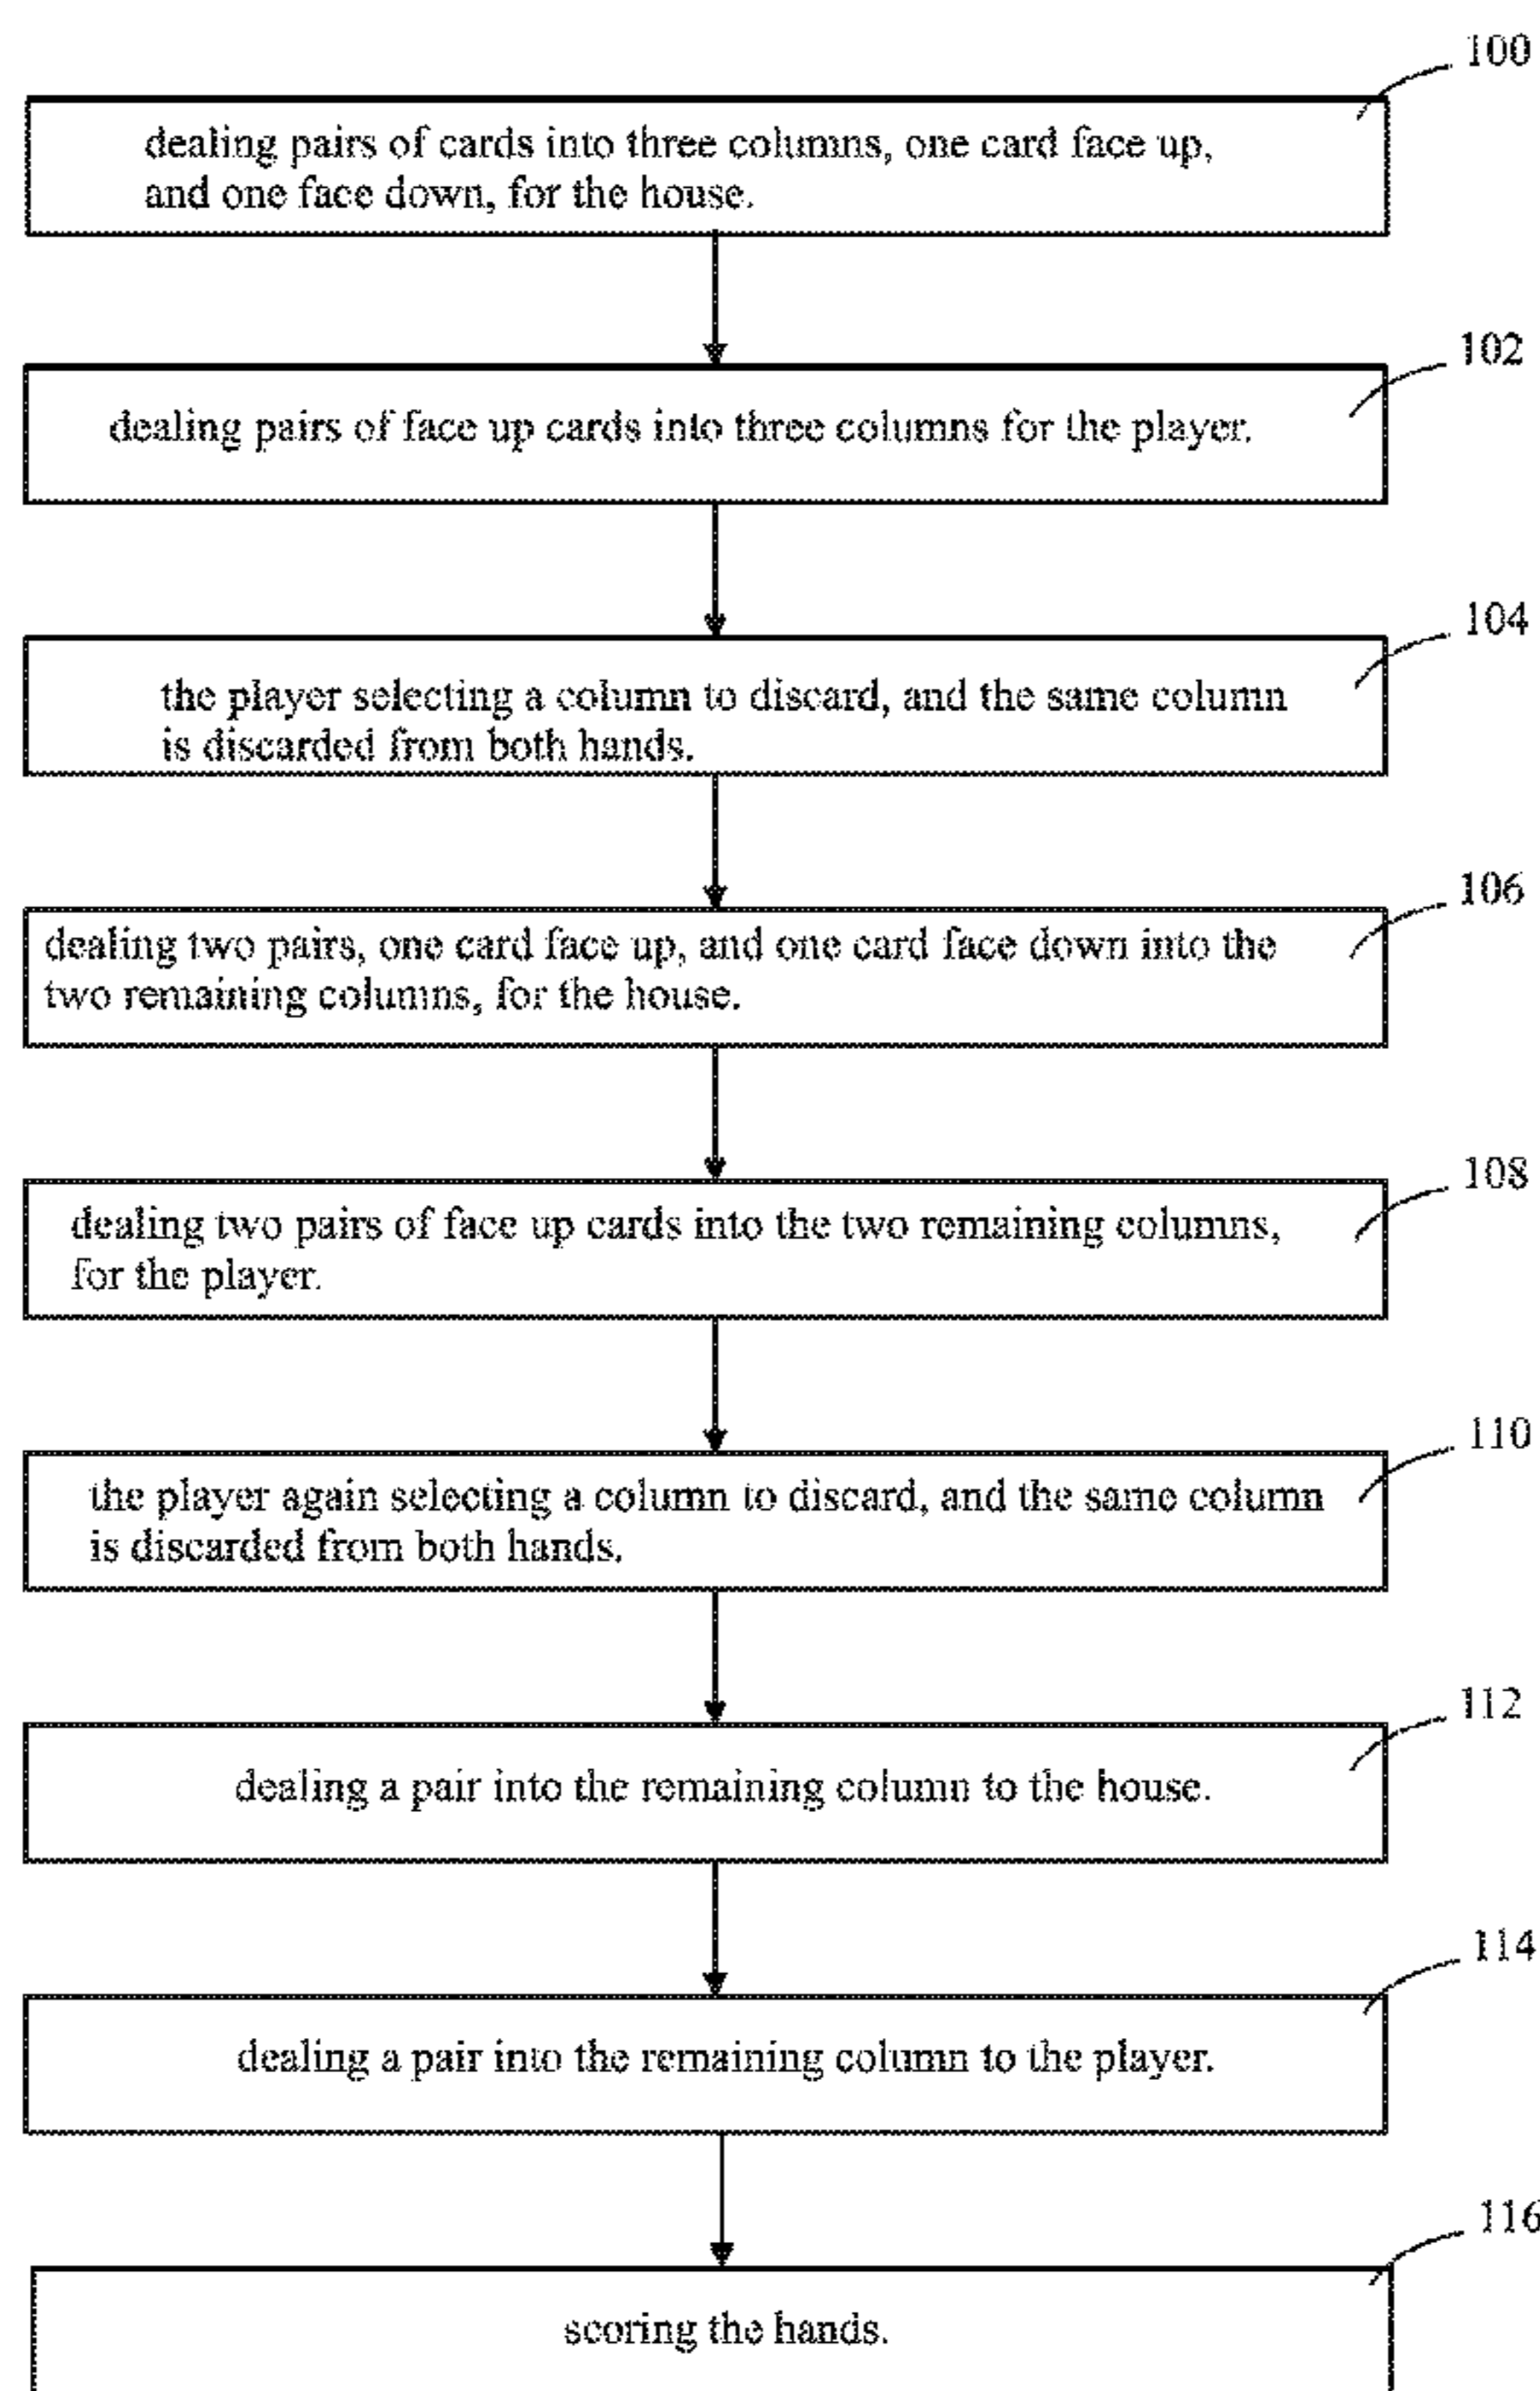 100
dealing pairs of cards into three columns, one card face up,
and one face down, for the house.
102
dealing pairs of face up cards into three columns for the player.
104
the player selecting a column to discard, and the same column
is discarded from both hands.
106
dealing two pairs, one card face up, and one card face down into the
two remaining columns, for the house.
108
dealing two pairs of face up cards into the two remaining columns,
for the player.
110
the player again selecting a column to discard, and the same column
is discarded from both hands.
112
dealing a pair into the remaining column to the house.
114
dealing a pair into the remaining column to the player.
116
scoring the hands.